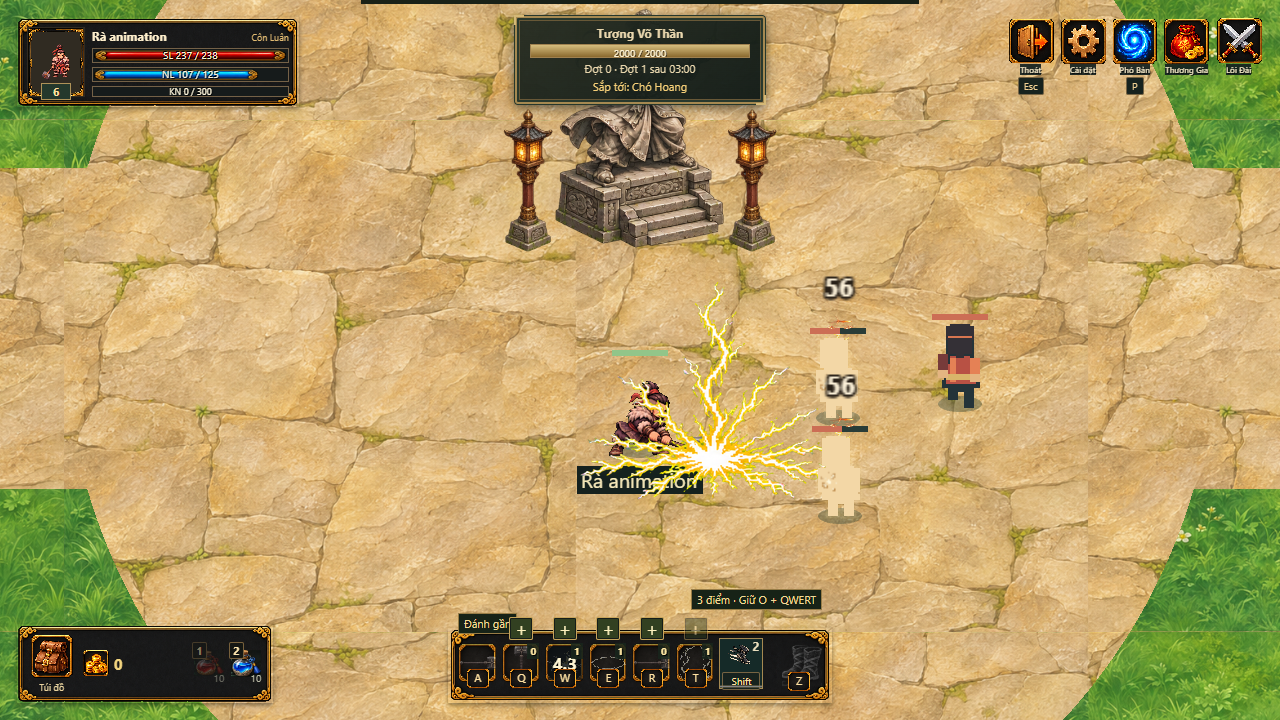 Rà animation
Côn Luân
SL 237 / 238
NL 107 / 125
6
KN 0 / 300
Tượng Võ Thần
2000 / 2000
Đợt 0 · Đợt 1 sau 03:00
Sắp tới: Chó Hoang
Thoát
Cài đặt
Phó Bản
Thương Gia
Lôi Đài
Esc
P
56
56
Rà animation
3 điểm · Giữ O + QWERT
Đánh gần
+
+
+
+
+
0
1
1
0
1
2
4.3
A
Q
W
E
R
T
Shift
Z
0
1
2
10
10
Túi đồ